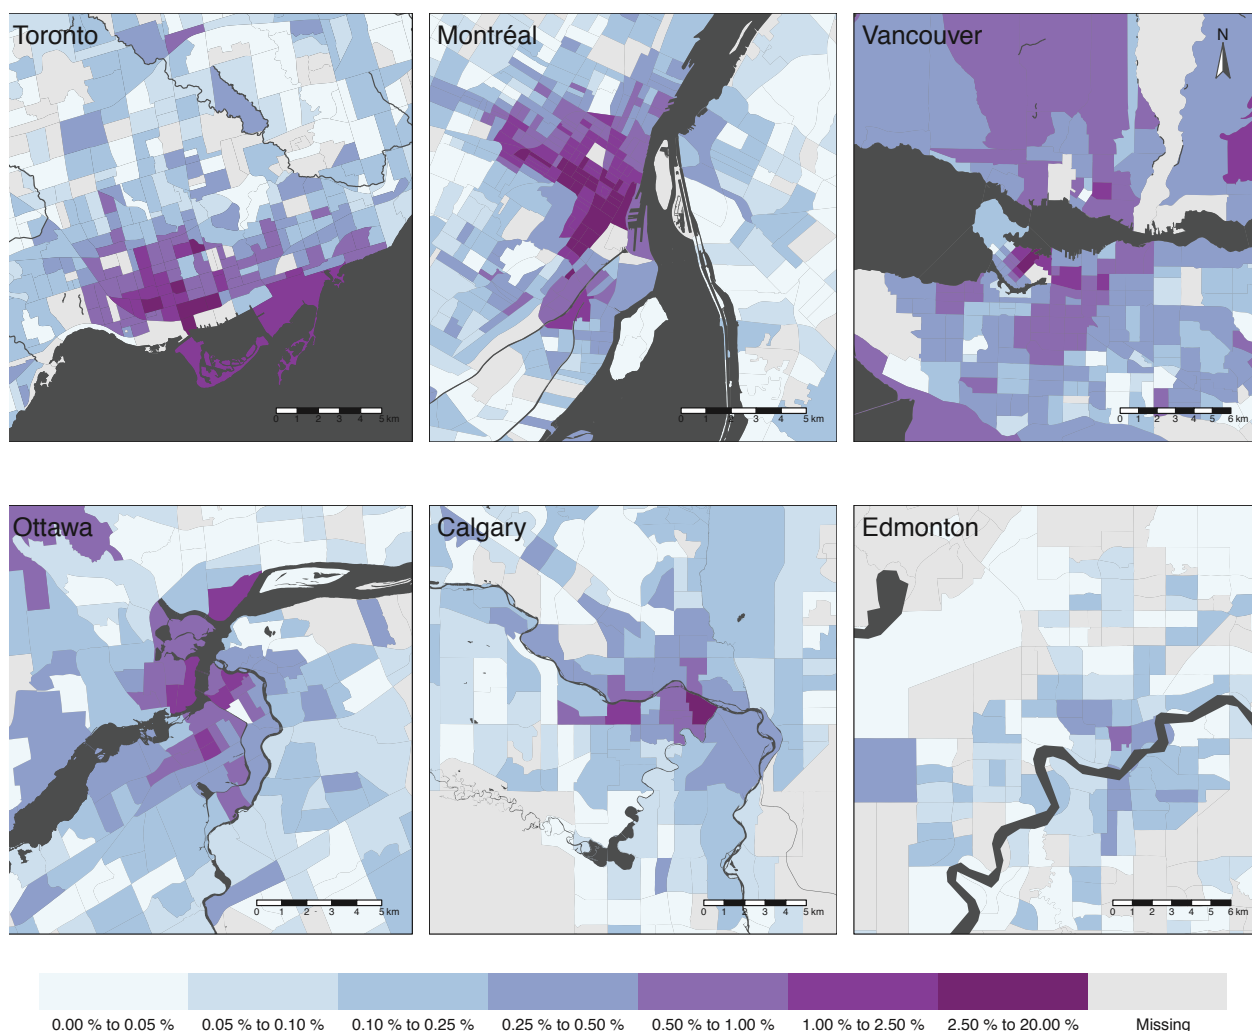 Toronto
Montréal
Vancouver
N
0 1 2 3 4 5 km
0 1 2 3 4 5 km
0 1 2 3 4 5 6 km
Ottawa
Calgary
Edmonton
0 1 2 3 4 5 km
0 1 2 3 4 5 km
0 1 2 3 4 5 6 km
0.00 % to 0.05 % 0.05 % to 0.10 % 0.10 % to 0.25 % 0.25 % to 0.50 % 0.50 % to 1.00 % 1.00 % to 2.50 % 2.50 % to 20.00 % Missing